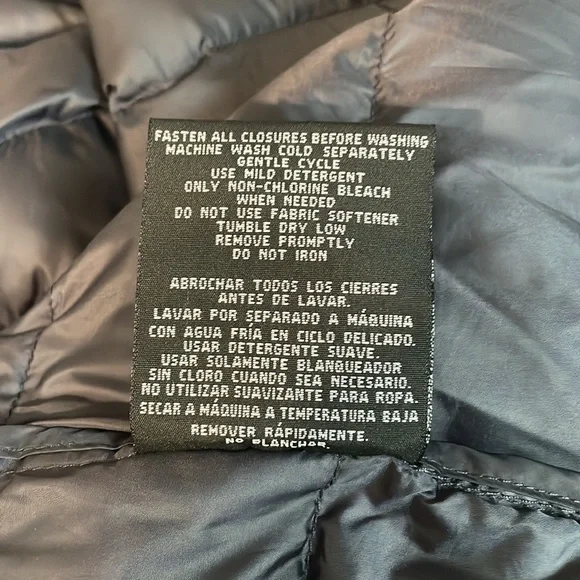 FASTEN ALL CLOSURES BEFORE WASHING
MACHINE WASH COLD SEPARATELY
GENTLE CYCLE
USE MILD DETERGENT
ONLY NON-CHLORINE BLEACH
WHEN NEEDED
DO NOT USE FABRIC SOFTENER
TUMBLE DRY LOW
REMOVE PROMPTLY
DO NOT IRON
ABROCHAR TODOS LOS CIERRES
ANTES DE LAVAR.
LAVAR POR SEPARADO A MÁQUINA
CON AGUA FRÍA EN CICLO DELICADO.
USAR DETERGENTE SUAVE.
USAR SOLAMENTE BLANQUEADOR
SIN CLORO CUANDO SEA NECESARIO.
NO UTILIZAR SUAVIZANTE PARA ROPA.
SECAR A MÁQUINA A TEMPERATURA BAJA
REMOVER RÁPIDAMENTE.
NO PLANCHAR.